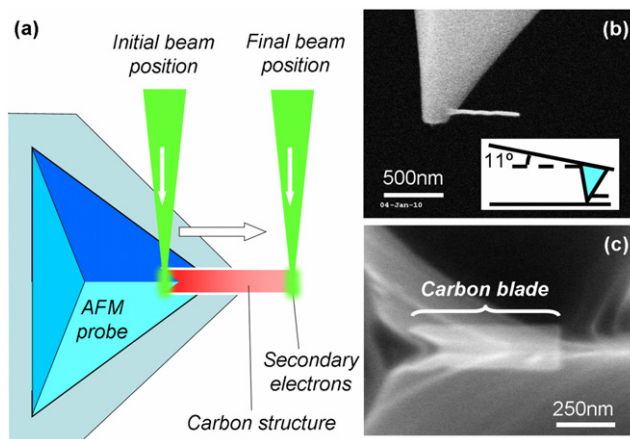 (a)
Initial beam
position
Final beam
position
AFM
probe
Secondary
electrons
Carbon structure
(b)
500nm
04-Jan-10
11º
(c)
Carbon blade
250nm